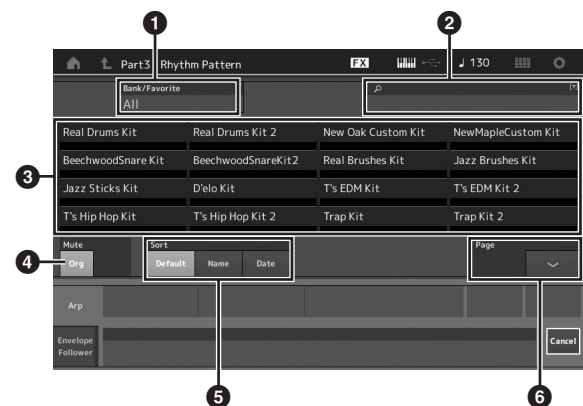 1 2
Part3 Rhythm Pattern FX ♩ 130
Bank/Favorite
All
[T]
3
Real Drums Kit Real Drums Kit 2 New Oak Custom Kit NewMapleCustom Kit
BeechwoodSnare Kit BeechwoodSnareKit2 Real Brushes Kit Jazz Brushes Kit
Jazz Sticks Kit D'elo Kit T's EDM Kit T's EDM Kit 2
T's Hip Hop Kit T's Hip Hop Kit 2 Trap Kit Trap Kit 2
4
Mute Sort Page
Org Default Name Date
Arp
Envelope
Follower
Cancel
5 6